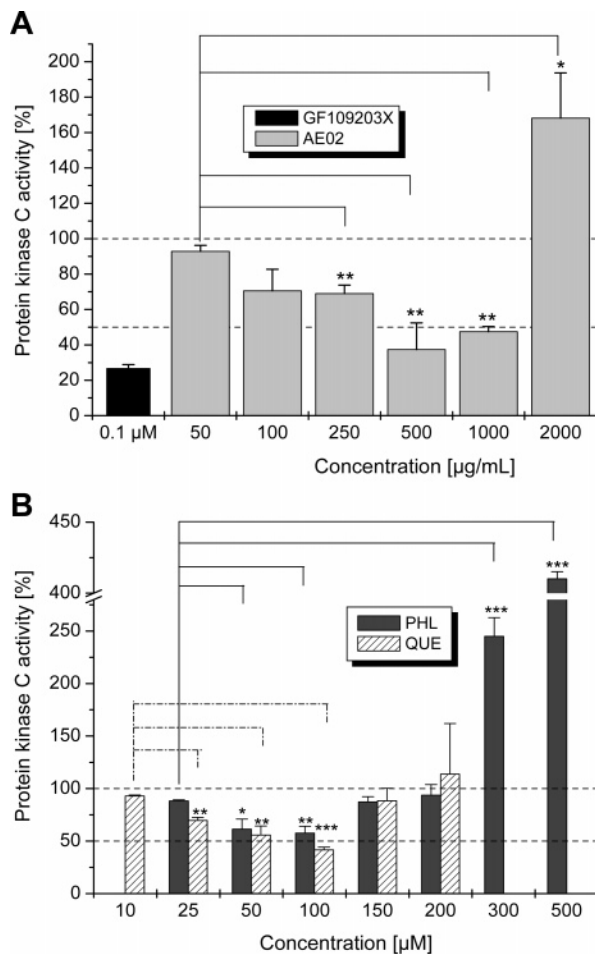 A
Protein kinase C activity [%]
200
180
160
140
120
100
80
60
40
20
0
GF109203X
AE02
*
**
**
**
0.1 µM 50 100 250 500 1000 2000
Concentration [µg/mL]
B
Protein kinase C activity [%]
450
400
250
200
150
100
50
0
PHL
QUE
***
***
**
*
**
**
***
10 25 50 100 150 200 300 500
Concentration [µM]